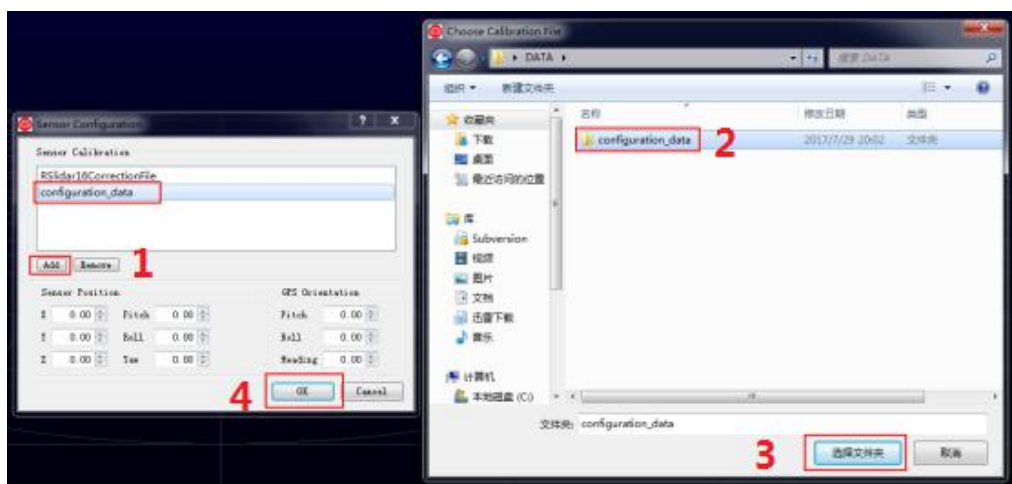 Sensor Configuration
Sensor Calibration
RSlidar16CorrectionFile
configuration_data
Add
Remove
1
Sensor Position
GPS Orientation
X 0.00 Pitch 0.00
Pitch 0.00
Y 0.00 Roll 0.00
Roll 0.00
Z 0.00 Yaw 0.00
Heading 0.00
4
OK
Cancel
Choose Calibration File
DATA
搜索 DATA
组织
新建文件夹
名称
修改日期
类型
收藏夹
下载
桌面
最近访问的位置
库
Subversion
视频
图片
文档
迅雷下载
音乐
计算机
本地磁盘 (C:)
configuration_data
2
2017/7/29 20:02
文件夹
文件夹: configuration_data
3
选择文件夹
取消